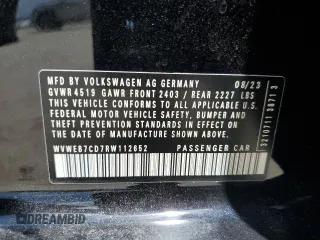 MFD BY VOLKSWAGEN AG GERMANY 08/23
GVWR 4519 GAWR FRONT 2403 / REAR 2227 LBS
THIS VEHICLE CONFORMS TO ALL APPLICABLE U.S.
FEDERAL MOTOR VEHICLE SAFETY, BUMPER AND
THEFT PREVENTION STANDARDS IN EFFECT ON THE
DATE OF MANUFACTURE SHOWN ABOVE
WVWEB7CD7RW112652 PASSENGER CAR
AUTOBIDMASTER